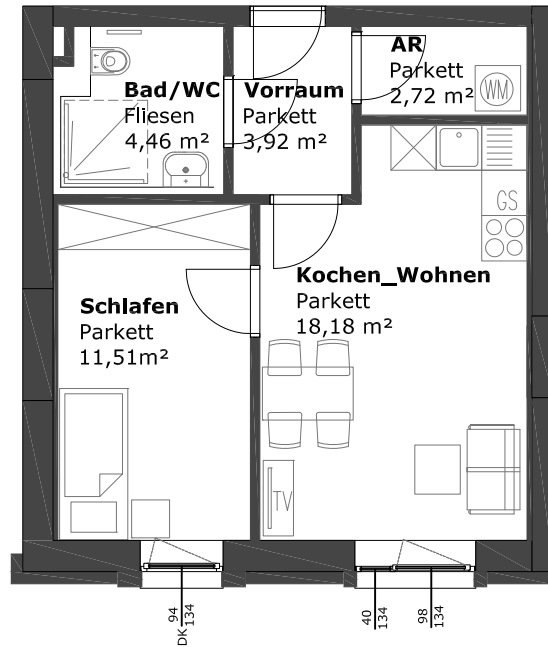 AR
Parkett
2,72 m²
WM
Bad/WC
Fliesen
4,46 m²
Vorraum
Parkett
3,92 m²
GS
Kochen_Wohnen
Parkett
18,18 m²
Schlafen
Parkett
11,51m²
TV
94
DK 134
40
134
98
134